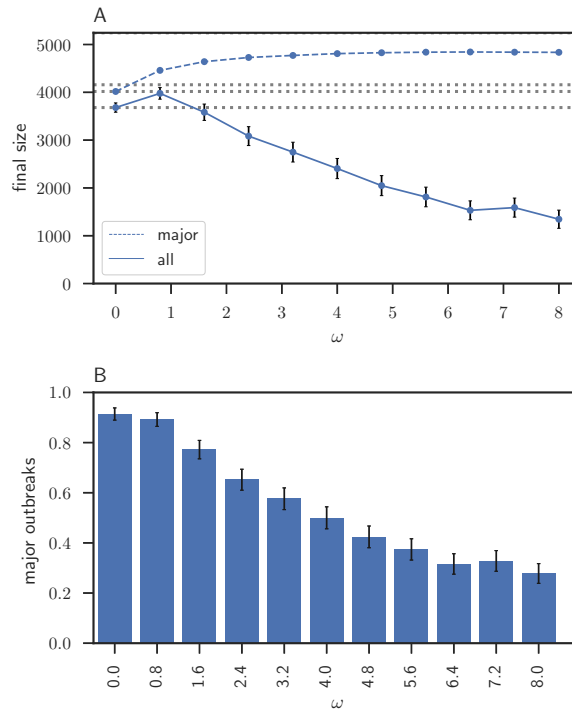 A
5000
4000
3000
2000
1000
0
final size
major
all
0 1 2 3 4 5 6 7 8
ω
B
1.0
0.8
0.6
0.4
0.2
0.0
major outbreaks
0.0 0.8 1.6 2.4 3.2 4.0 4.8 5.6 6.4 7.2 8.0
ω